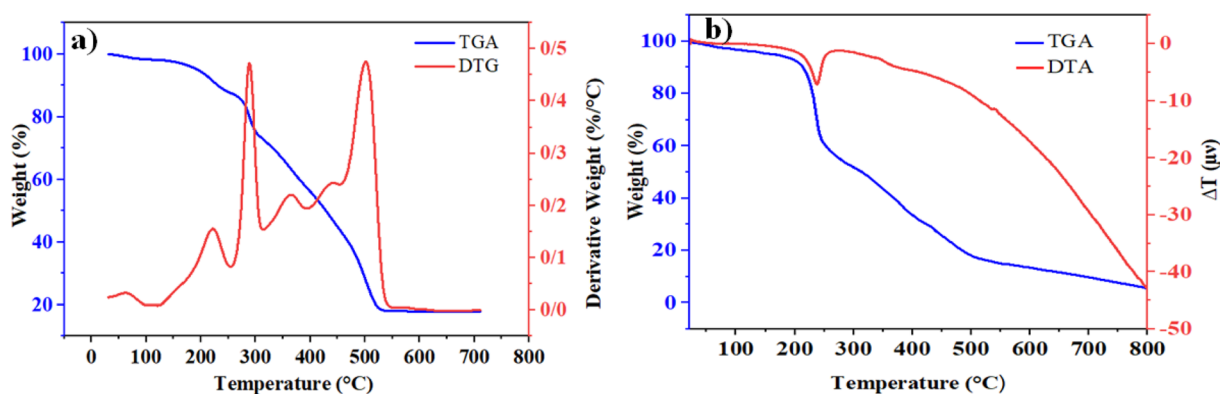 a)
TGA
DTG
100
80
60
40
20
Weight (%)
0/5
0/4
0/3
0/2
0/1
0/0
Derivative Weight (%/°C)
0 100 200 300 400 500 600 700 800
Temperature (°C)
b)
TGA
DTA
100
80
60
40
20
0
Weight (%)
0
-10
-20
-30
-40
-50
ΔT (μv)
100 200 300 400 500 600 700 800
Temperature (°C)